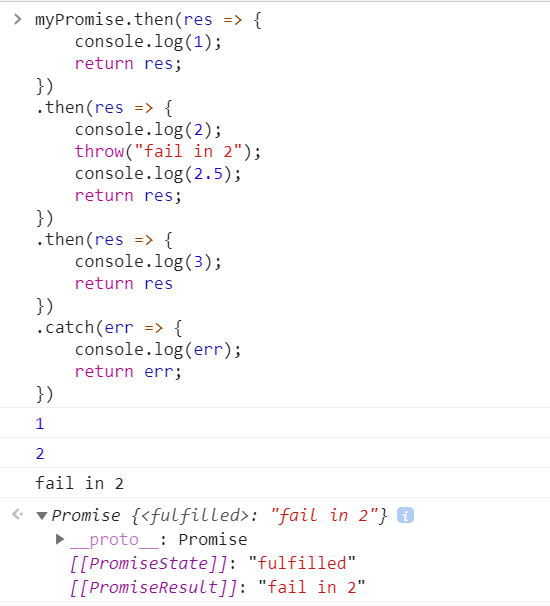 > myPromise.then(res => {
    console.log(1);
    return res;
})
.then(res => {
    console.log(2);
    throw("fail in 2");
    console.log(2.5);
    return res;
})
.then(res => {
    console.log(3);
    return res
})
.catch(err => {
    console.log(err);
    return err;
})
1
2
fail in 2
Promise {<fulfilled>: "fail in 2"} i
__proto__: Promise
[[PromiseState]]: "fulfilled"
[[PromiseResult]]: "fail in 2"